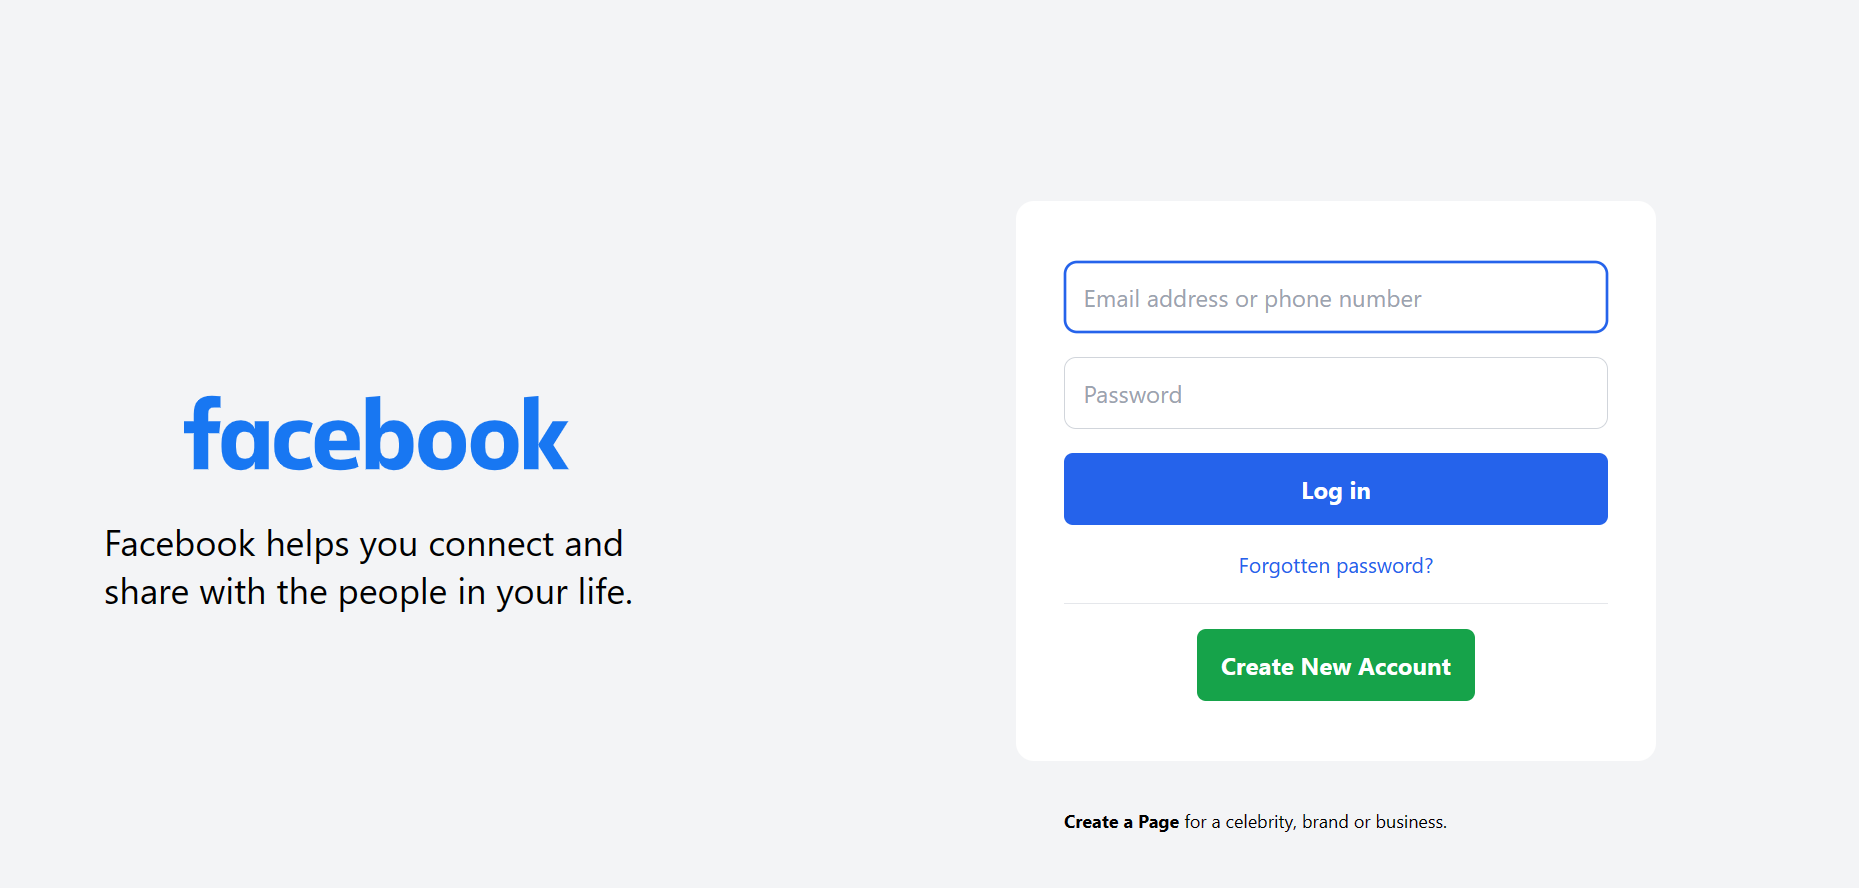 facebook
Facebook helps you connect and
share with the people in your life.
Email address or phone number
Password
Log in
Forgotten password?
Create New Account
Create a Page for a celebrity, brand or business.